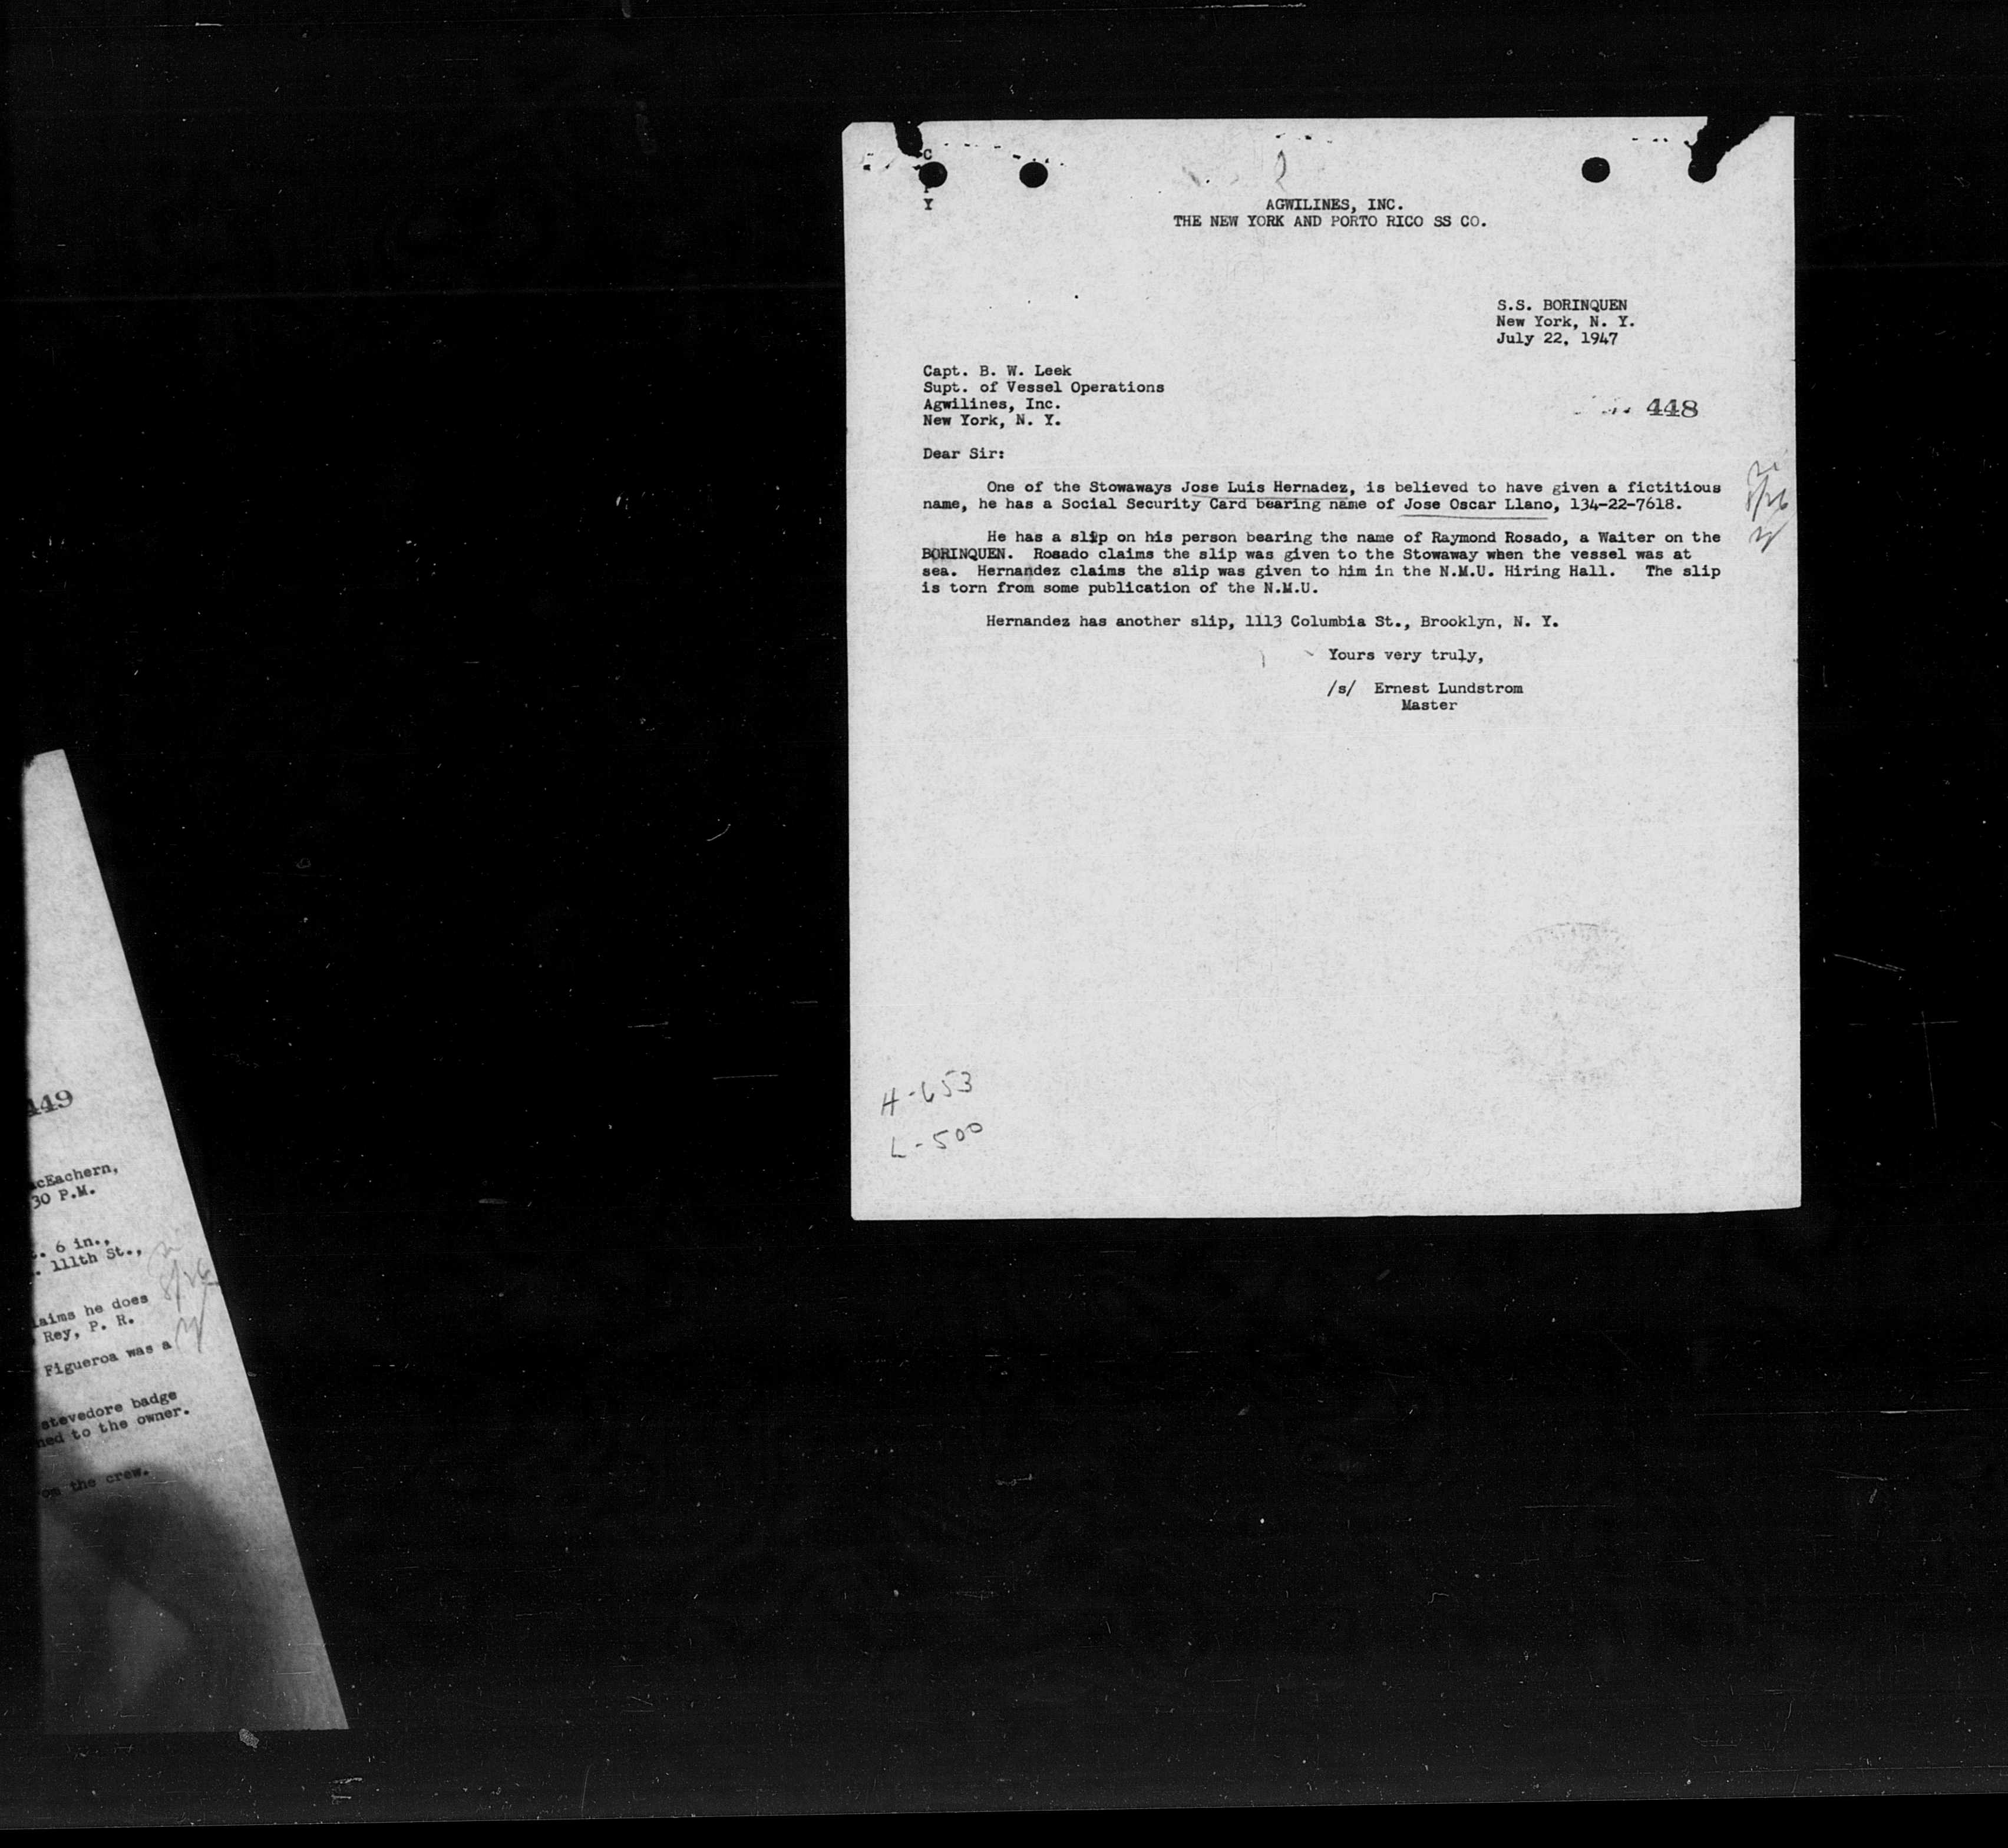 C
Y
AGWILINES, INC.
THE NEW YORK AND PORTO RICO SS CO.
S.S. BORINQUEN
New York, N. Y.
July 22, 1947
Capt. B. W. Leek
Supt. of Vessel Operations
Agwilines, Inc.
New York, N. Y.
448
Dear Sir:
One of the Stowaways Jose Luis Hernadez, is believed to have given a fictitious
name, he has a Social Security Card bearing name of Jose Oscar Llano, 134-22-7618.
He has a slip on his person bearing the name of Raymond Rosado, a Waiter on the
BORINQUEN. Rosado claims the slip was given to the Stowaway when the vessel was at
sea. Hernandez claims the slip was given to him in the N.M.U. Hiring Hall. The slip
is torn from some publication of the N.M.U.
Hernandez has another slip, 1113 Columbia St., Brooklyn, N. Y.
Yours very truly,
/s/ Ernest Lundstrom
Master
H-653
L-500
449
cEachern,
30 P.M.
. 6 in.,
. 111th St.,
laims he does
Rey, P. R.
Figueroa was a
stevedore badge
ned to the owner.
om the crew.